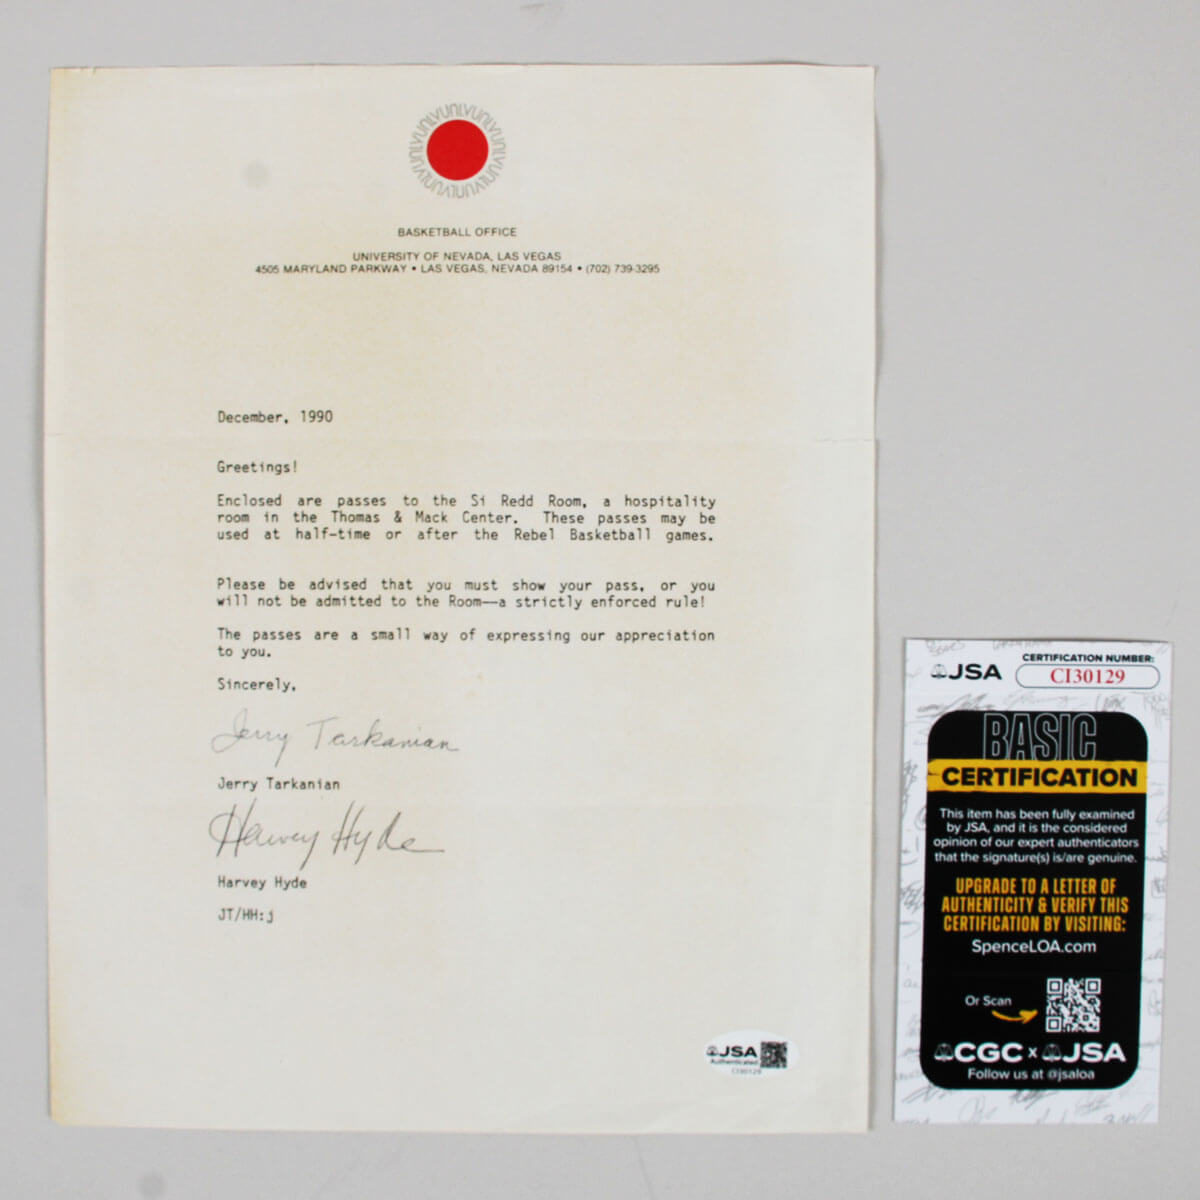 BASKETBALL OFFICE
UNIVERSITY OF NEVADA, LAS VEGAS
4505 MARYLAND PARKWAY • LAS VEGAS, NEVADA 89154 • (702) 739-3295
December, 1990
Greetings!
Enclosed are passes to the Si Redd Room, a hospitality
room in the Thomas & Mack Center. These passes may be
used at half-time or after the Rebel Basketball games.
Please be advised that you must show your pass, or you
will not be admitted to the Room--a strictly enforced rule!
The passes are a small way of expressing our appreciation
to you.
Sincerely,
Jerry Tarkanian
Jerry Tarkanian
Harvey Hyde
Harvey Hyde
JT/HH:j
JSA
Authenticated
CI30129
JSA
CERTIFICATION NUMBER:
CI30129
BASIC
CERTIFICATION
This item has been fully examined
by JSA, and it is the considered
opinion of our expert authenticators
that the signature(s) is/are genuine.
UPGRADE TO A LETTER OF
AUTHENTICITY & VERIFY THIS
CERTIFICATION BY VISITING:
SpenceLOA.com
Or Scan
CGC x JSA
Follow us at @jsaloa